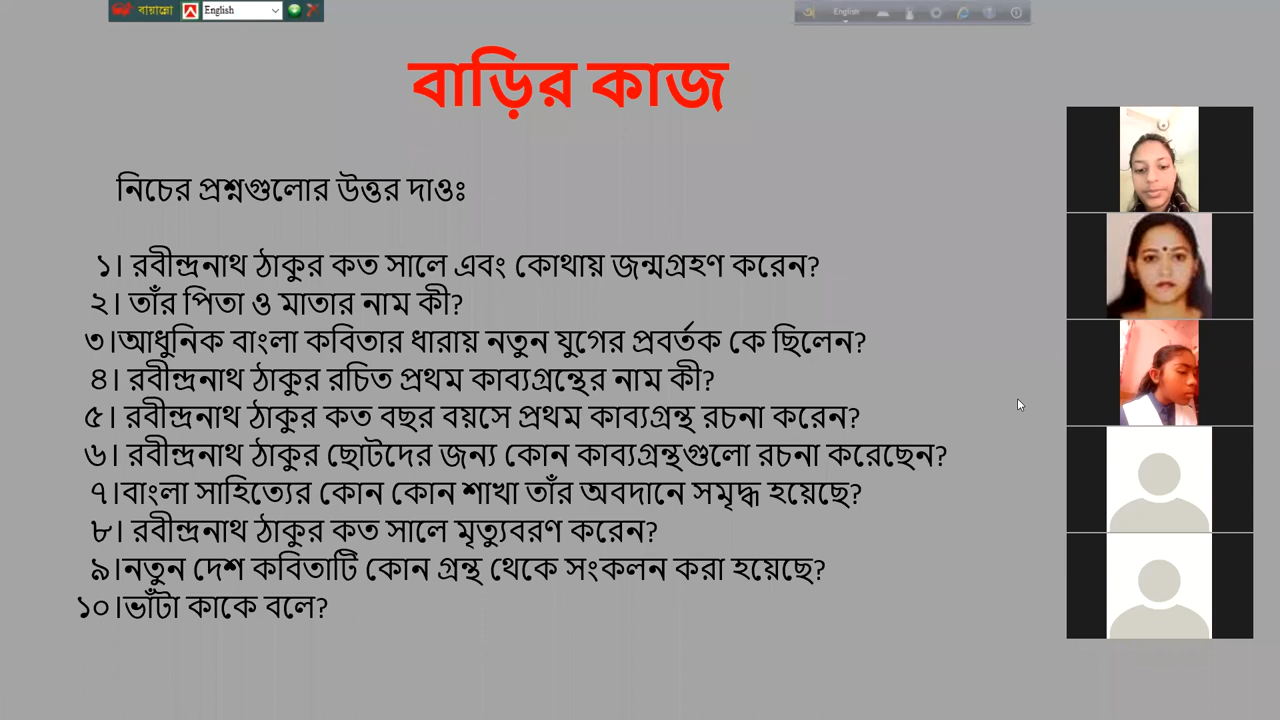 বায়ান্নো English
English
বাড়ির কাজ
নিচের প্রশ্নগুলোর উত্তর দাওঃ
১। রবীন্দ্রনাথ ঠাকুর কত সালে এবং কোথায় জন্মগ্রহণ করেন?
২। তাঁর পিতা ও মাতার নাম কী?
৩।আধুনিক বাংলা কবিতার ধারায় নতুন যুগের প্রবর্তক কে ছিলেন?
৪। রবীন্দ্রনাথ ঠাকুর রচিত প্রথম কাব্যগ্রন্থের নাম কী?
৫। রবীন্দ্রনাথ ঠাকুর কত বছর বয়সে প্রথম কাব্যগ্রন্থ রচনা করেন?
৬। রবীন্দ্রনাথ ঠাকুর ছোটদের জন্য কোন কাব্যগ্রন্থগুলো রচনা করেছেন?
৭।বাংলা সাহিত্যের কোন কোন শাখা তাঁর অবদানে সমৃদ্ধ হয়েছে?
৮। রবীন্দ্রনাথ ঠাকুর কত সালে মৃত্যুবরণ করেন?
৯।নতুন দেশ কবিতাটি কোন গ্রন্থ থেকে সংকলন করা হয়েছে?
১০।ভাঁটা কাকে বলে?